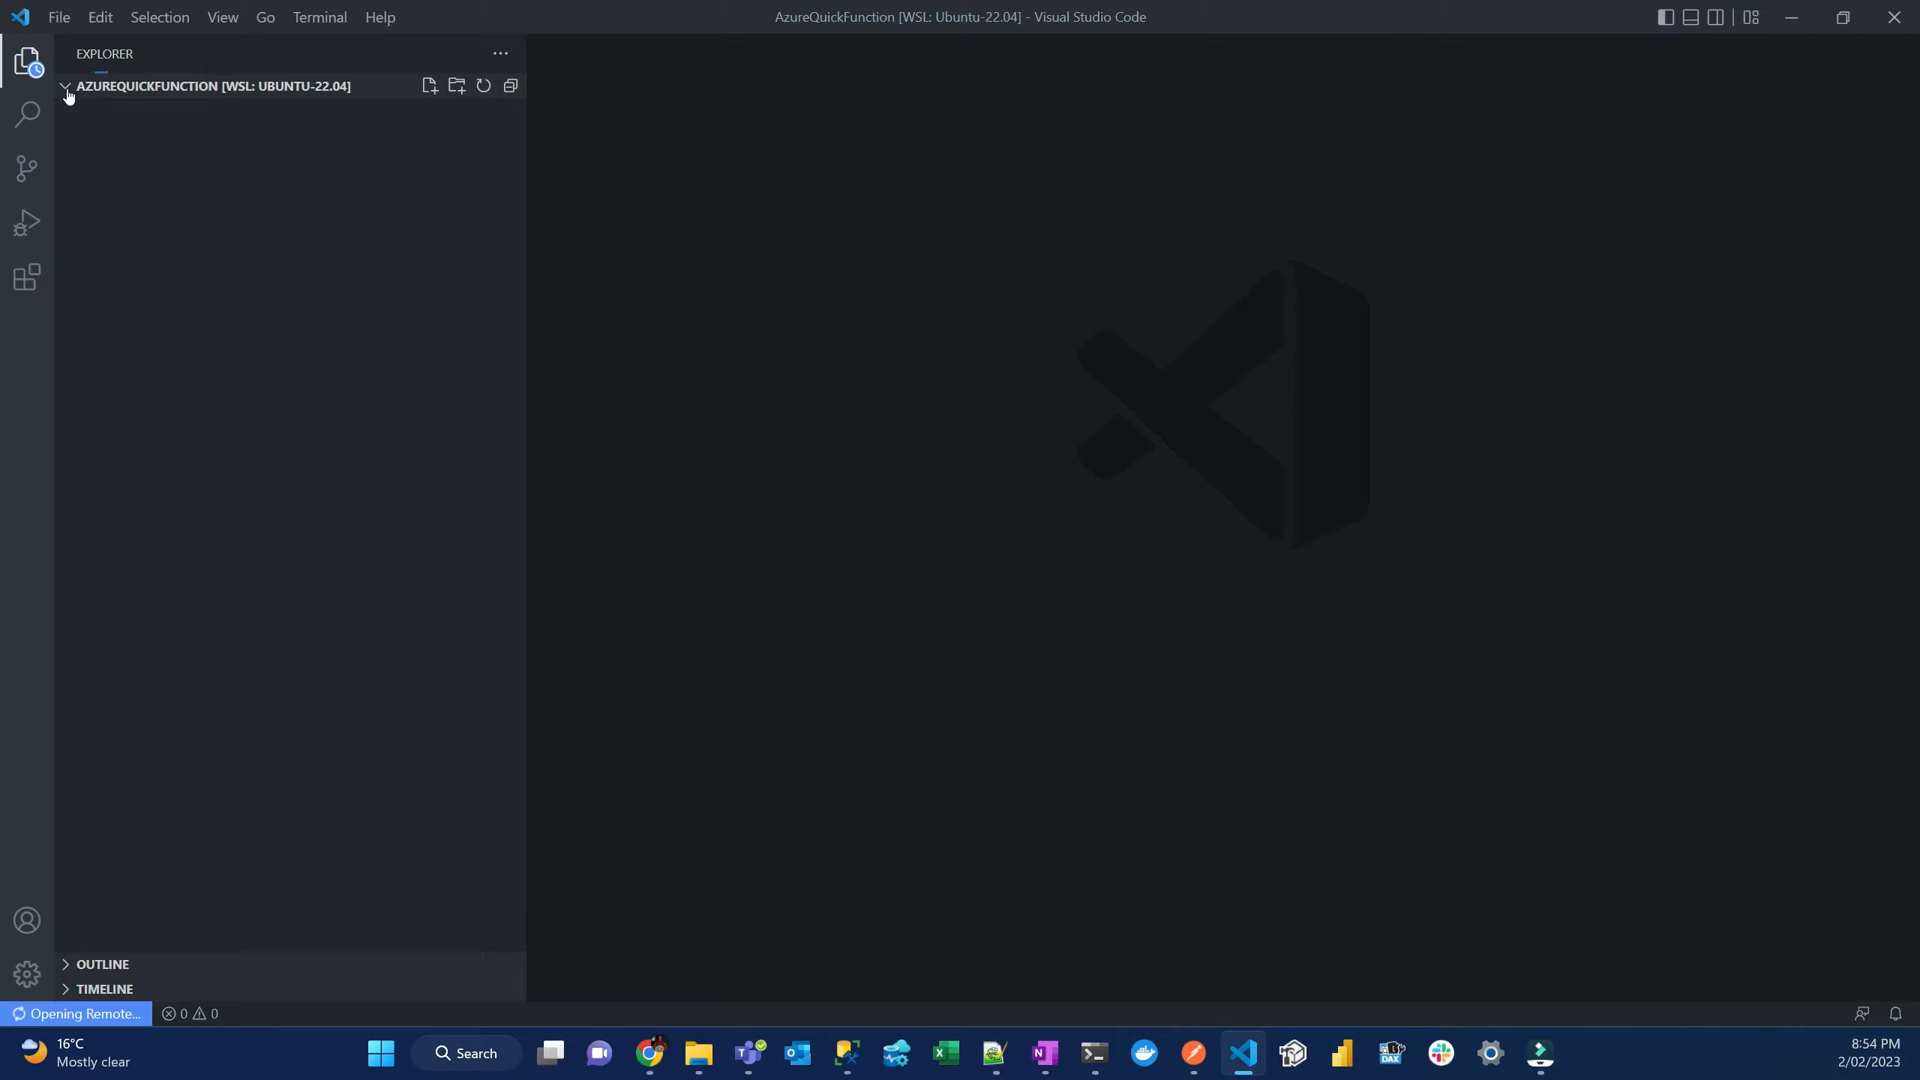 File Edit Selection View Go Terminal Help
AzureQuickFunction [WSL: Ubuntu-22.04] - Visual Studio Code
EXPLORER
AZUREQUICKFUNCTION [WSL: UBUNTU-22.04]
OUTLINE
TIMELINE
Opening Remote... 0 0
16°C
Mostly clear
Search
DAX
8:54 PM
2/02/2023